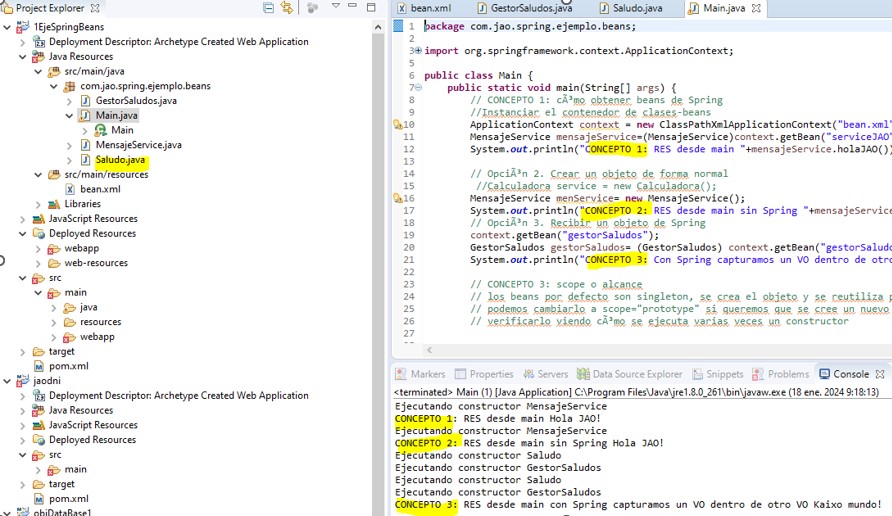 Project Explorer
1EjeSpringBeans
Deployment Descriptor: Archetype Created Web Application
Java Resources
src/main/java
com.jao.spring.ejemplo.beans
GestorSaludos.java
Main.java
Main
MensajeService.java
Saludo.java
src/main/resources
bean.xml
Libraries
JavaScript Resources
Deployed Resources
webapp
web-resources
src
main
java
resources
webapp
target
pom.xml
jaodni
Deployment Descriptor: Archetype Created Web Application
Java Resources
JavaScript Resources
Deployed Resources
src
main
target
pom.xml
objDataBase1
bean.xml GestorSaludos.java Saludo.java Main.java
1 package com.jao.spring.ejemplo.beans;
2
3 import org.springframework.context.ApplicationContext;
6 public class Main {
7 public static void main(String[] args) {
8 // CONCEPTO 1: cÃ³mo obtener beans de Spring
9 //Instanciar el contenedor de clases-beans
10 ApplicationContext context = new ClassPathXmlApplicationContext("bean.xml"
11 MensajeService mensajeService=(MensajeService)context.getBean("serviceJAO"
12 System.out.println("CONCEPTO 1: RES desde main "+mensajeService.holaJAO())
13
14 // OpciÃ³n 2. Crear un objeto de forma normal
15 //Calculadora service = new Calculadora();
16 MensajeService menService= new MensajeService();
17 System.out.println("CONCEPTO 2: RES desde main sin Spring "+mensajeService
18 // OpciÃ³n 3. Recibir un objeto de Spring
19 context.getBean("gestorSaludos");
20 GestorSaludos gestorSaludos= (GestorSaludos) context.getBean("gestorSaludo
21 System.out.println("CONCEPTO 3: Con Spring capturamos un VO dentro de otro
22
23 // CONCEPTO 3: scope o alcance
24 // los beans por defecto son singleton, se crea el objeto y se reutiliza p
25 // podemos cambiarlo a scope="prototype" si queremos que se cree un nuevo
26 // verificarlo viendo cÃ³mo se ejecuta varias veces un constructor
27
Markers Properties Servers Data Source Explorer Snippets Problems Console
<terminated> Main (1) [Java Application] C:\Program Files\Java\jre1.8.0_261\bin\javaw.exe (18 ene. 2024 9:18:13)
Ejecutando constructor MensajeService
CONCEPTO 1: RES desde main Hola JAO!
Ejecutando constructor MensajeService
CONCEPTO 2: RES desde main sin Spring Hola JAO!
Ejecutando constructor Saludo
Ejecutando constructor GestorSaludos
Ejecutando constructor Saludo
Ejecutando constructor GestorSaludos
CONCEPTO 3: RES desde main con Spring capturamos un VO dentro de otro VO Kaixo mundo!